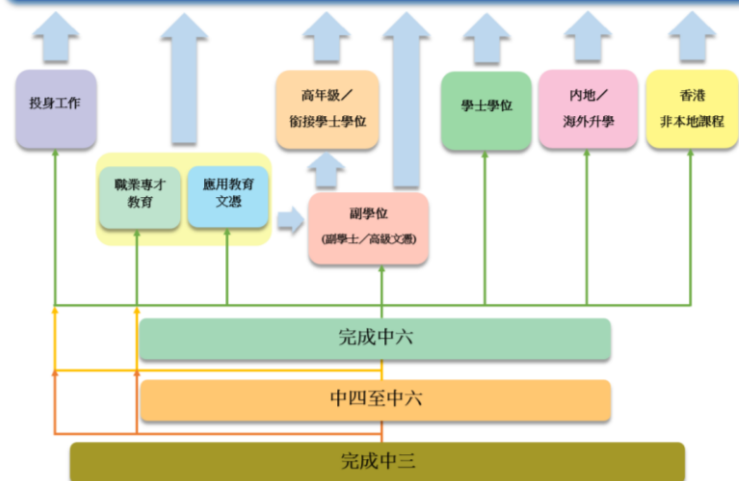 投身工作
高年級／
銜接學士學位
學士學位
內地／
海外升學
香港
非本地課程
職業專才
教育
應用教育
文憑
副學位
(副學士／高級文憑)
完成中六
中四至中六
完成中三